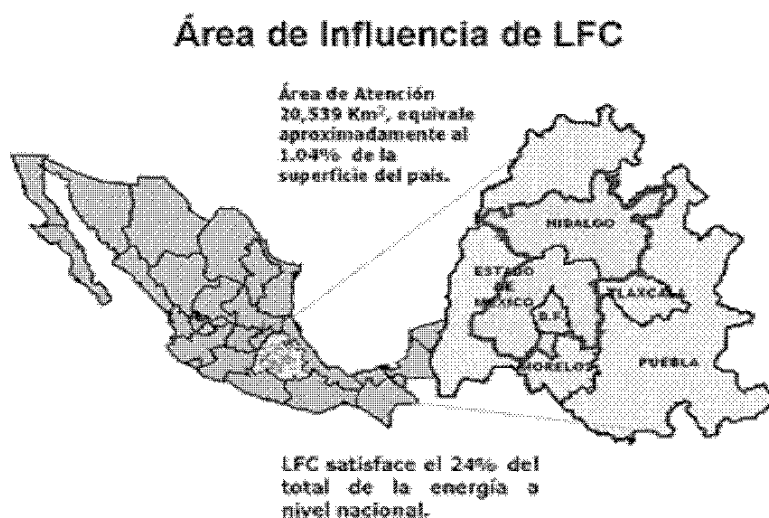 Área de Influencia de LFC
Área de Atención
20,539 Km², equivale
aproximadamente al
1.04% de la
superficie del país.
HIDALGO
ESTADO
DE
MEXICO
TLAXCALA
D.F.
MORELOS
PUEBLA
LFC satisface el 24% del
total de la energía a
nivel nacional.